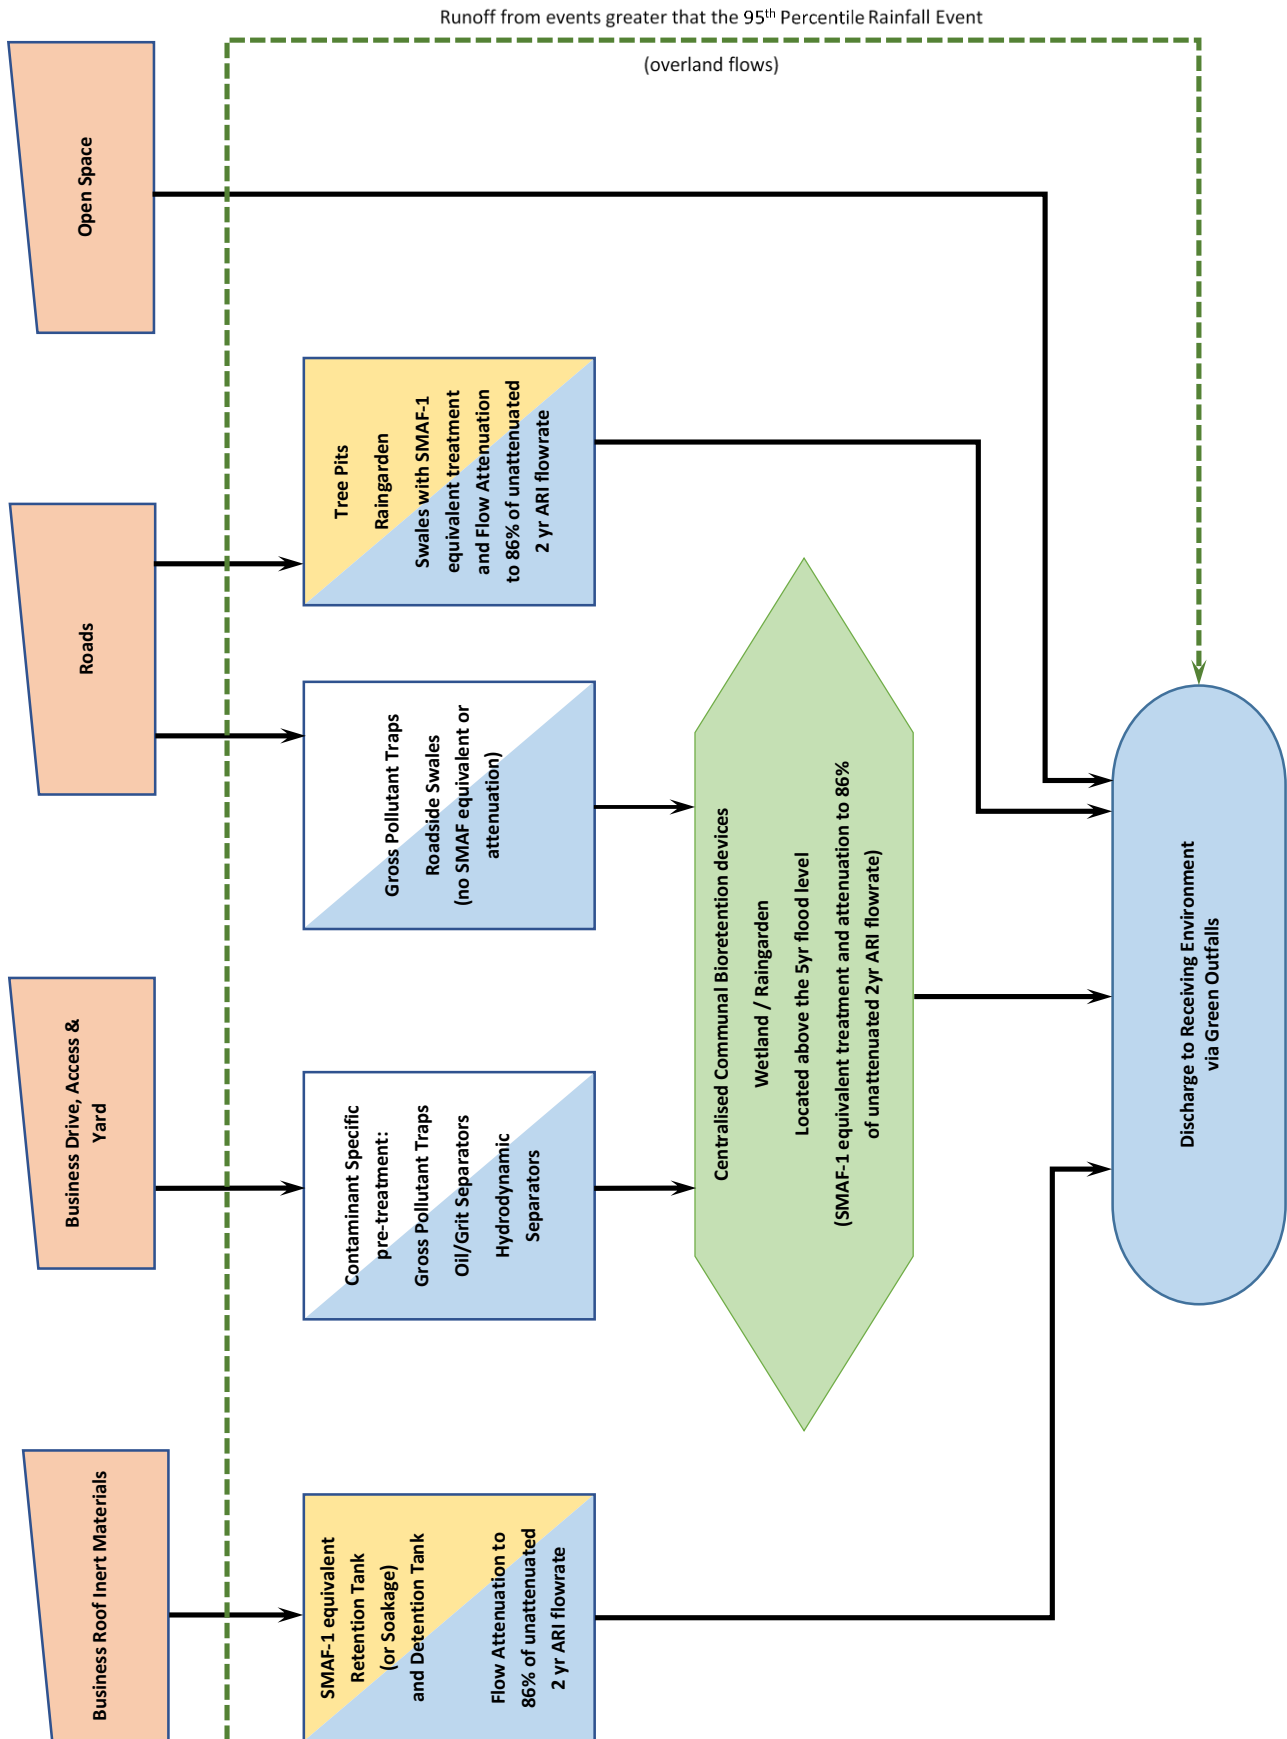 Runoff from events greater that the 95th Percentile Rainfall Event
(overland flows)
Business Roof Inert Materials
Business Drive, Access &
Yard
Roads
Open Space
SMAF-1 equivalent
Retention Tank
(or Soakage)
and Detention Tank
Flow Attenuation to
86% of unattenuated
2 yr ARI flowrate
Contaminant Specific
pre-treatment:
Gross Pollutant Traps
Oil/Grit Separators
Hydrodynamic
Separators
Gross Pollutant Traps
Roadside Swales
(no SMAF equivalent or
attenuation)
Tree Pits
Raingarden
Swales with SMAF-1
equivalent treatment
and Flow Attenuation
to 86% of unattenuated
2 yr ARI flowrate
Centralised Communal Bioretention devices
Wetland / Raingarden
Located above the 5yr flood level
(SMAF-1 equivalent treatment and attenuation to 86%
of unattenuated 2yr ARI flowrate)
Discharge to Receiving Environment
via Green Outfalls